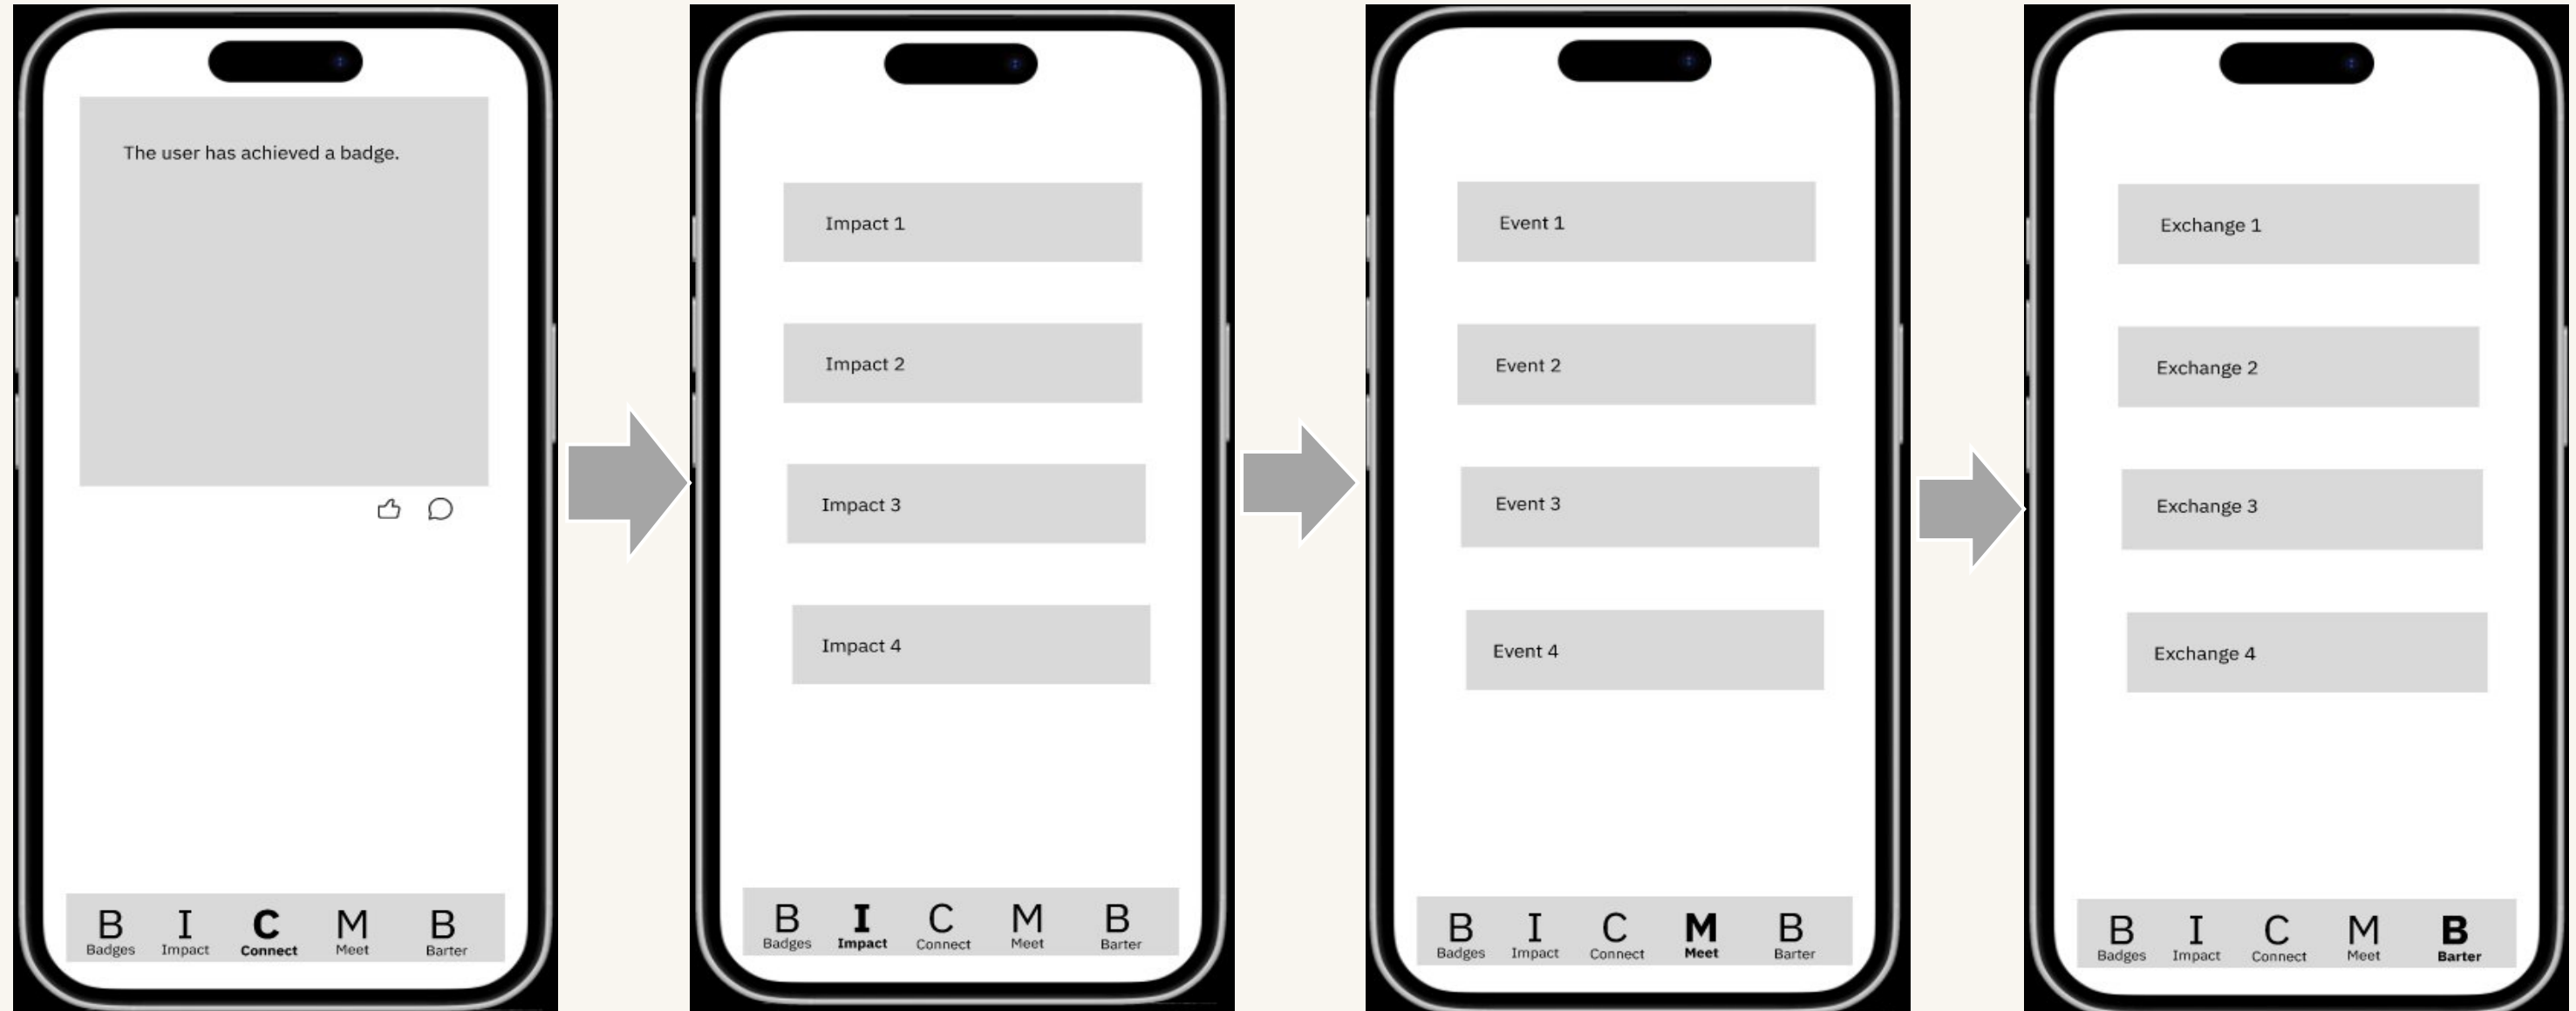 The user has achieved a badge.
B I C M B
Badges Impact Connect Meet Barter
Impact 1
Impact 2
Impact 3
Impact 4
B I C M B
Badges Impact Connect Meet Barter
Event 1
Event 2
Event 3
Event 4
B I C M B
Badges Impact Connect Meet Barter
Exchange 1
Exchange 2
Exchange 3
Exchange 4
B I C M B
Badges Impact Connect Meet Barter